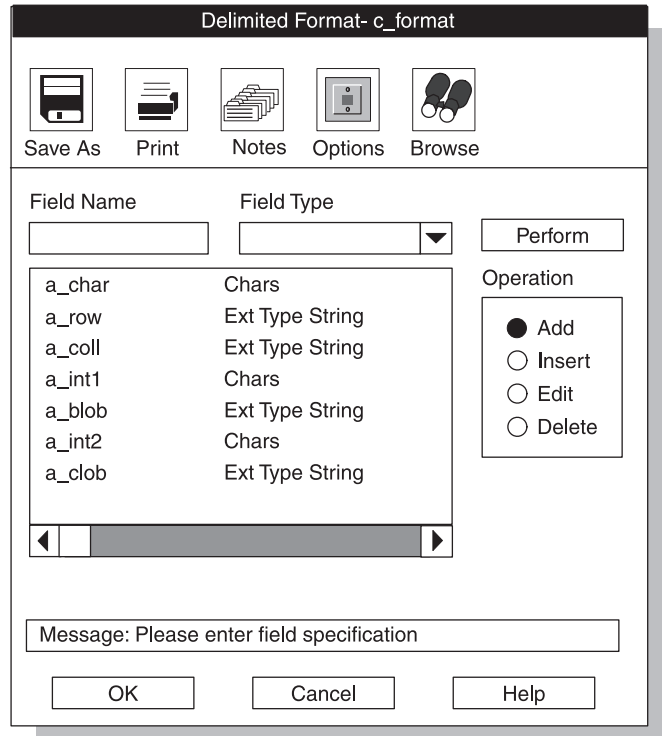 Delimited Format- c_format
Save As Print Notes Options Browse
Field Name Field Type
Perform
Operation
a_char Chars
a_row Ext Type String
a_coll Ext Type String
a_int1 Chars
a_blob Ext Type String
a_int2 Chars
a_clob Ext Type String
Add
Insert
Edit
Delete
Message: Please enter field specification
OK Cancel Help